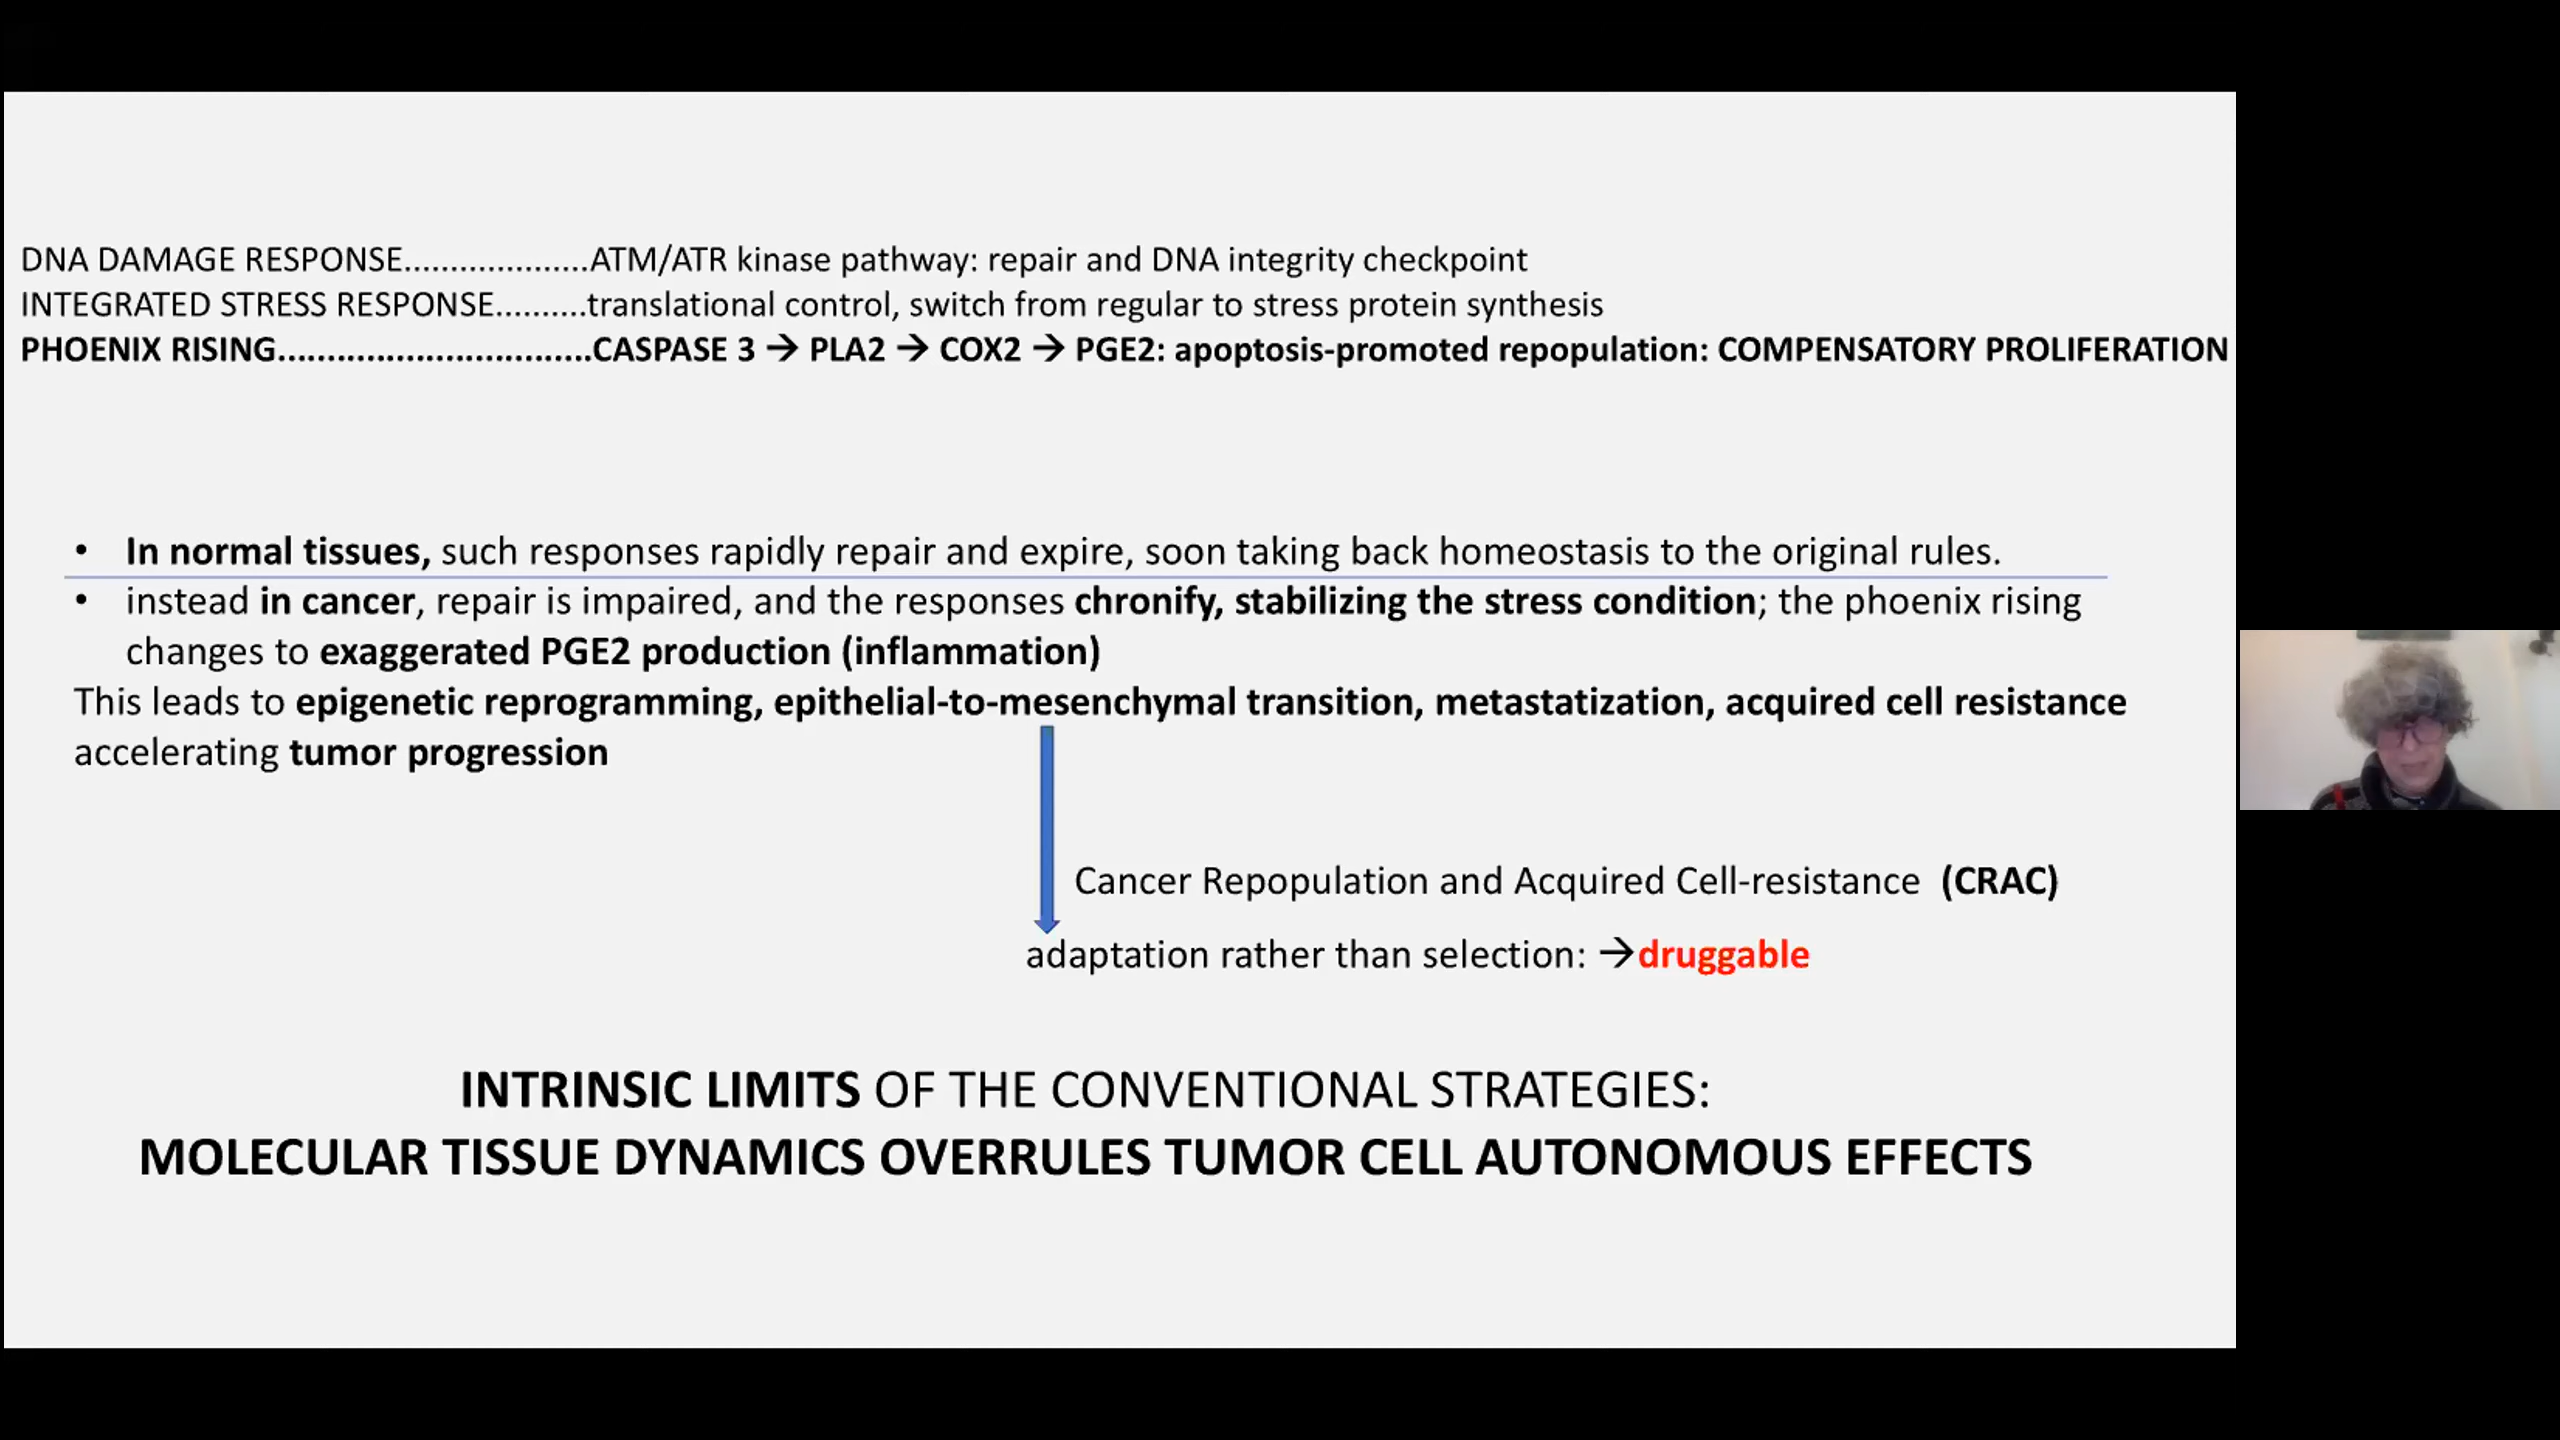 DNA DAMAGE RESPONSE....................ATM/ATR kinase pathway: repair and DNA integrity checkpoint
INTEGRATED STRESS RESPONSE..........translational control, switch from regular to stress protein synthesis
PHOENIX RISING................................CASPASE 3 → PLA2 → COX2 → PGE2: apoptosis-promoted repopulation: COMPENSATORY PROLIFERATION
• In normal tissues, such responses rapidly repair and expire, soon taking back homeostasis to the original rules.
• instead in cancer, repair is impaired, and the responses chronify, stabilizing the stress condition; the phoenix rising
changes to exaggerated PGE2 production (inflammation)
This leads to epigenetic reprogramming, epithelial-to-mesenchymal transition, metastatization, acquired cell resistance
accelerating tumor progression
Cancer Repopulation and Acquired Cell-resistance (CRAC)
adaptation rather than selection: →druggable
INTRINSIC LIMITS OF THE CONVENTIONAL STRATEGIES:
MOLECULAR TISSUE DYNAMICS OVERRULES TUMOR CELL AUTONOMOUS EFFECTS